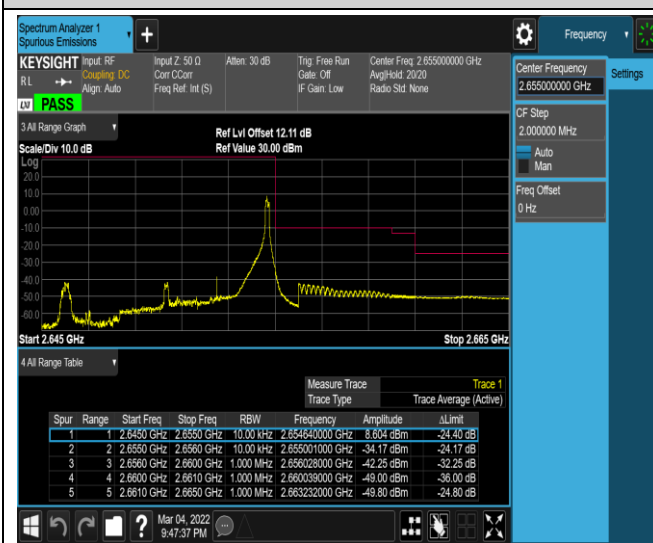 Spectrum Analyzer 1
Spurious Emissions
Frequency
KEYSIGHT
Input: RF
Coupling: DC
Align: Auto
Input Z: 50 Ω
Corr CCorr
Freq Ref: Int (S)
Atten: 30 dB
Trig: Free Run
Gate: Off
IF Gain: Low
Center Freq: 2.655000000 GHz
Avg|Hold: 20/20
Radio Std: None
R L
LXI
PASS
Center Frequency
2.655000000 GHz
Settings
CF Step
2.000000 MHz
Auto
Man
Freq Offset
0 Hz
3 All Range Graph
Scale/Div 10.0 dB
Ref Lvl Offset 12.11 dB
Ref Value 30.00 dBm
Log
20.0
10.0
0.00
-10.0
-20.0
-30.0
-40.0
-50.0
-60.0
Start 2.645 GHz
Stop 2.665 GHz
4 All Range Table
Measure Trace Trace 1
Trace Type Trace Average (Active)
Spur Range Start Freq Stop Freq RBW Frequency Amplitude ΔLimit
1 1 2.6450 GHz 2.6550 GHz 10.00 kHz 2.654640000 GHz 8.604 dBm -24.40 dB
2 2 2.6550 GHz 2.6560 GHz 10.00 kHz 2.655001000 GHz -34.17 dBm -24.17 dB
3 3 2.6560 GHz 2.6600 GHz 1.000 MHz 2.656028000 GHz -42.25 dBm -32.25 dB
4 4 2.6600 GHz 2.6610 GHz 1.000 MHz 2.660039000 GHz -49.00 dBm -36.00 dB
5 5 2.6610 GHz 2.6650 GHz 1.000 MHz 2.663232000 GHz -49.80 dBm -24.80 dB
Mar 04, 2022
9:47:37 PM